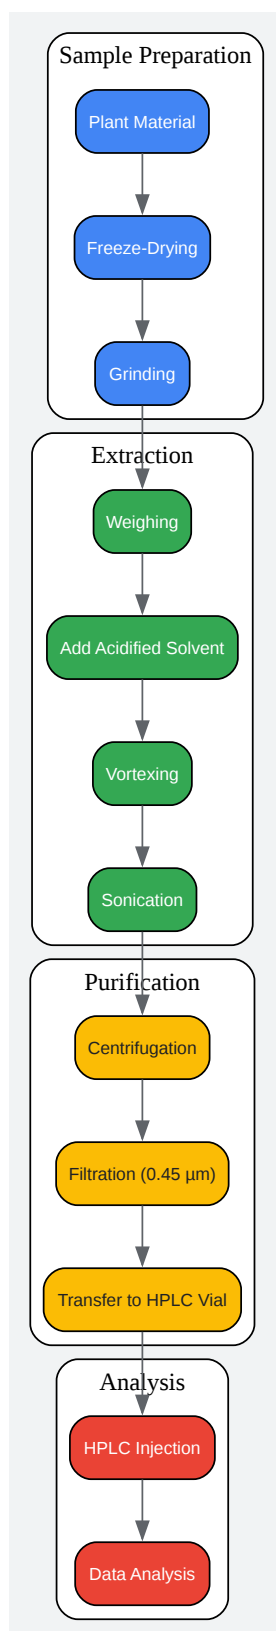 Sample Preparation
Plant Material
Freeze-Drying
Grinding
Extraction
Weighing
Add Acidified Solvent
Vortexing
Sonication
Purification
Centrifugation
Filtration (0.45 µm)
Transfer to HPLC Vial
Analysis
HPLC Injection
Data Analysis